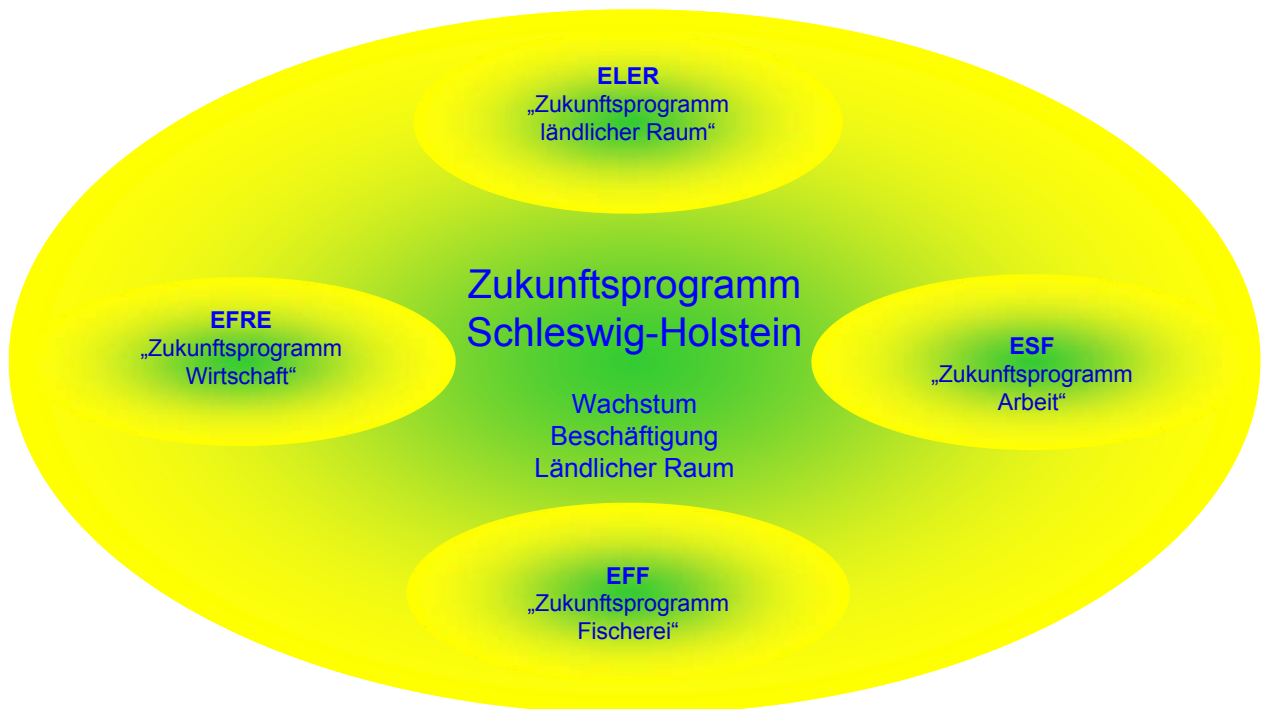 ELER
„Zukunftsprogramm
ländlicher Raum“
Zukunftsprogramm
Schleswig-Holstein
Wachstum
Beschäftigung
Ländlicher Raum
EFRE
„Zukunftsprogramm
Wirtschaft“
ESF
„Zukunftsprogramm
Arbeit“
EFF
„Zukunftsprogramm
Fischerei“